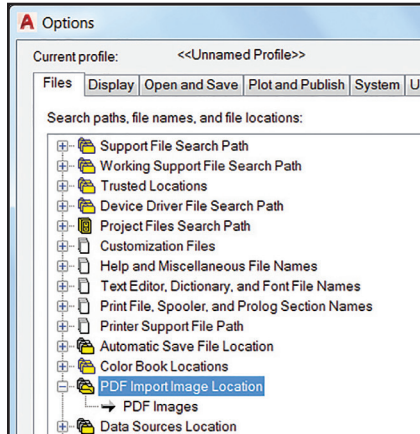 A Options
Current profile: <<Unnamed Profile>>
Files Display Open and Save Plot and Publish System U
Search paths, file names, and file locations:
Support File Search Path
Working Support File Search Path
Trusted Locations
Device Driver File Search Path
Project Files Search Path
Customization Files
Help and Miscellaneous File Names
Text Editor, Dictionary, and Font File Names
Print File, Spooler, and Prolog Section Names
Printer Support File Path
Automatic Save File Location
Color Book Locations
PDF Import Image Location
PDF Images
Data Sources Location